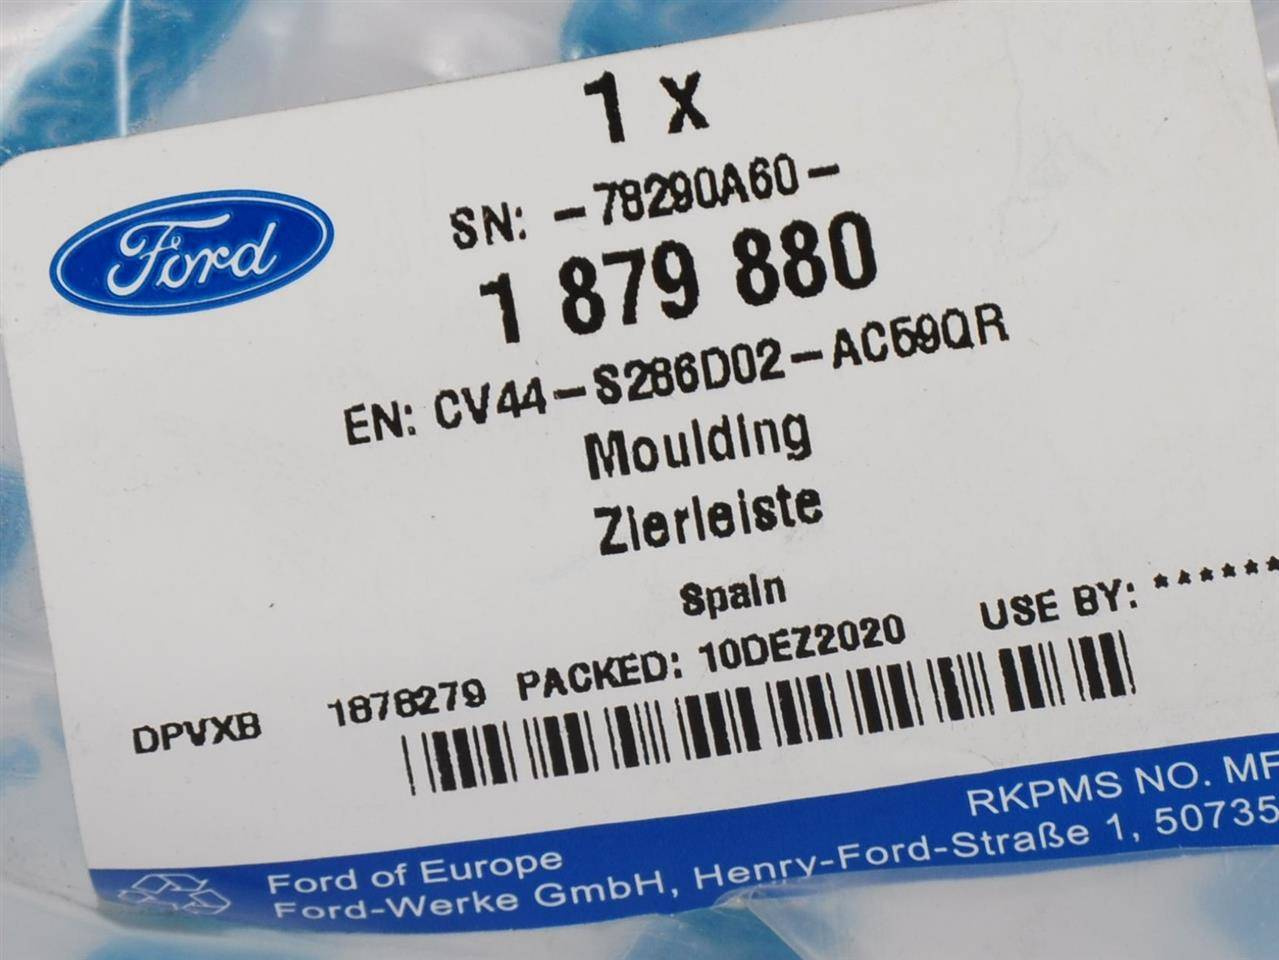 1 x
Ford
SN: -78290A60-
1 879 880
EN: CV44-S286D02-AC59QR
Moulding
Zierleiste
Spain
DPVXB 1878279 PACKED: 10DEZ2020 USE BY: ******
RKPMS NO. MF
Ford of Europe
Ford-Werke GmbH, Henry-Ford-Straße 1, 50735